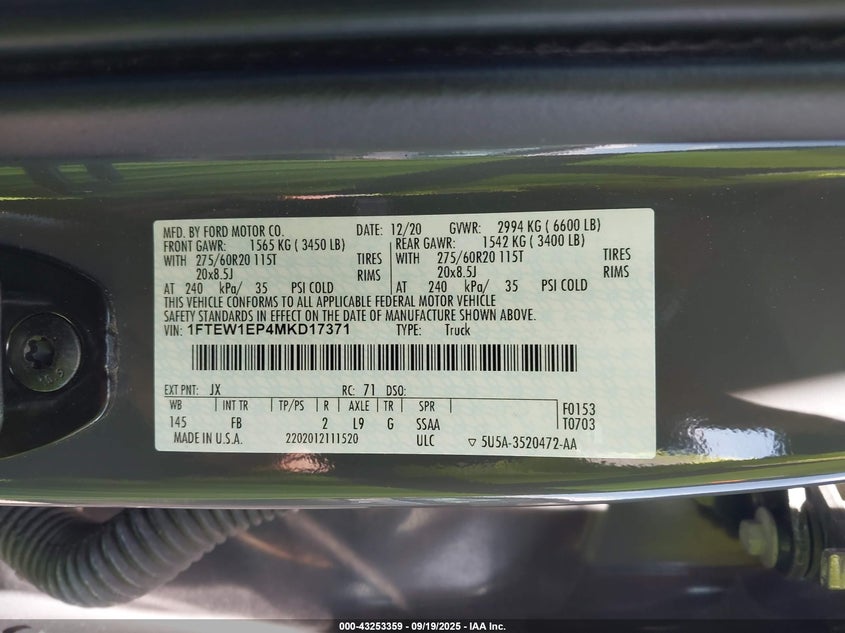 MFD. BY FORD MOTOR CO. DATE: 12/20 GVWR: 2994 KG ( 6600 LB)
FRONT GAWR: 1565 KG ( 3450 LB) REAR GAWR: 1542 KG ( 3400 LB)
WITH 275/60R20 115T TIRES WITH 275/60R20 115T TIRES
20x8.5J RIMS 20x8.5J RIMS
AT 240 kPa/ 35 PSI COLD AT 240 kPa/ 35 PSI COLD
THIS VEHICLE CONFORMS TO ALL APPLICABLE FEDERAL MOTOR VEHICLE
SAFETY STANDARDS IN EFFECT ON THE DATE OF MANUFACTURE SHOWN ABOVE.
VIN: 1FTEW1EP4MKD17371 TYPE: Truck
EXT PNT: JX RC: 71 DSO:
WB INT TR TP/PS R AXLE TR SPR F0153
145 FB 2 L9 G SSAA T0703
MADE IN U.S.A. 2202012111520 ULC ▽ 5U5A-3520472-AA
000-43253359 - 09/19/2025 - IAA Inc.